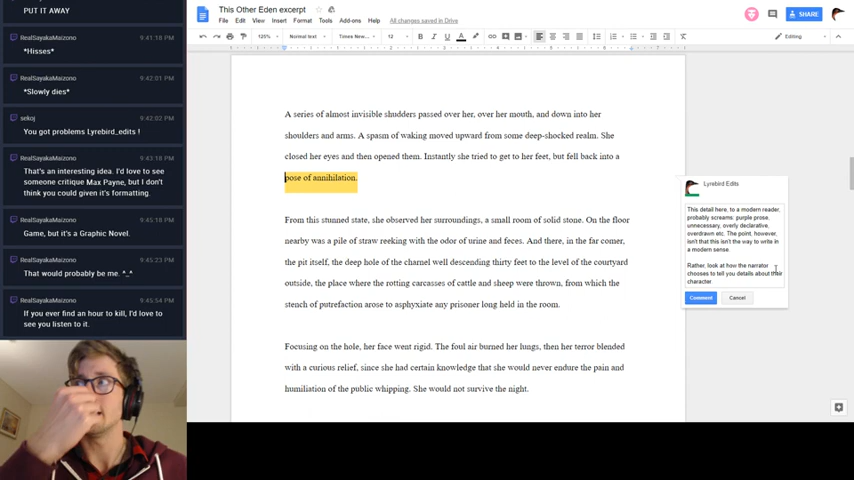 PUT IT AWAY
RealSayakaMaizono 9:41:18 PM
*Hisses*
RealSayakaMaizono 9:42:01 PM
*Slowly dies*
sekoj 9:42:02 PM
You got problems Lyrebird_edits !
RealSayakaMaizono 9:43:18 PM
That's an interesting idea. I'd love to see
someone critique Max Payne, but I don't
think you could given it's formatting.
RealSayakaMaizono 9:45:18 PM
Game, but it's a Graphic Novel.
RealSayakaMaizono 9:45:23 PM
That would probably be me. ^_^
RealSayakaMaizono 9:45:54 PM
If you ever find an hour to kill, I'd love to
see you listen to it.
This Other Eden excerpt
File Edit View Insert Format Tools Add-ons Help All changes saved in Drive
SHARE
125% Normal text Times New... 12 B I U A Editing
A series of almost invisible shudders passed over her, over her mouth, and down into her
shoulders and arms. A spasm of waking moved upward from some deep-shocked realm. She
closed her eyes and then opened them. Instantly she tried to get to her feet, but fell back into a
pose of annihilation.
From this stunned state, she observed her surroundings, a small room of solid stone. On the floor
nearby was a pile of straw reeking with the odor of urine and feces. And there, in the far corner,
the pit itself, the deep hole of the charnel well descending thirty feet to the level of the courtyard
outside, the place where the rotting carcasses of cattle and sheep were thrown, from which the
stench of putrefaction arose to asphyxiate any prisoner long held in the room.
Focusing on the hole, her face went rigid. The foul air burned her lungs, then her terror blended
with a curious relief, since she had certain knowledge that she would never endure the pain and
humiliation of the public whipping. She would not survive the night.
Lyrebird Edits
This detail here, to a modern reader,
probably screams: purple prose,
unnecessary, overly declarative,
overdrawn etc. The point, however,
isn't that this isn't the way to write in
a modern sense.
Rather, look at how the narrator
chooses to tell you details about their
character
Comment Cancel